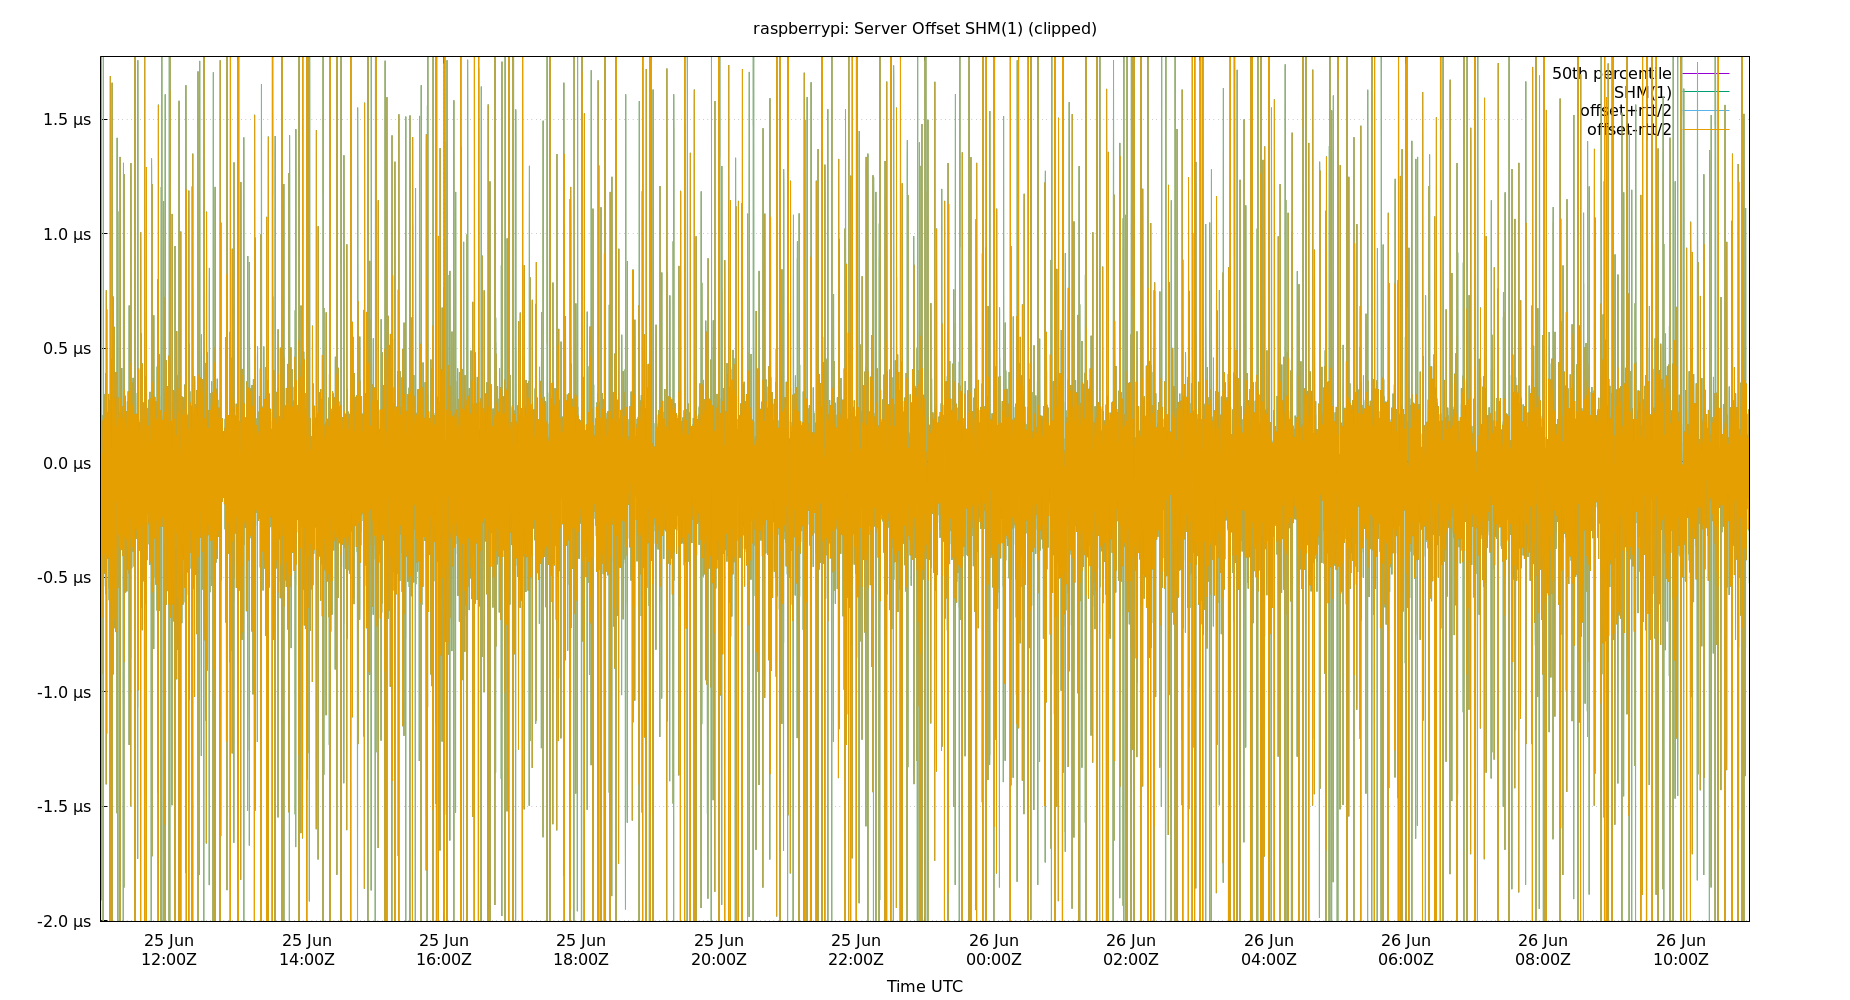 raspberrypi: Server Offset SHM(1) (clipped)
50th percentile
SHM(1)
offset+rtt/2
offset-rtt/2
1.5 µs
1.0 µs
0.5 µs
0.0 µs
-0.5 µs
-1.0 µs
-1.5 µs
-2.0 µs
25 Jun 25 Jun 25 Jun 25 Jun 25 Jun 25 Jun 26 Jun 26 Jun 26 Jun 26 Jun 26 Jun 26 Jun
12:00Z 14:00Z 16:00Z 18:00Z 20:00Z 22:00Z 00:00Z 02:00Z 04:00Z 06:00Z 08:00Z 10:00Z
Time UTC